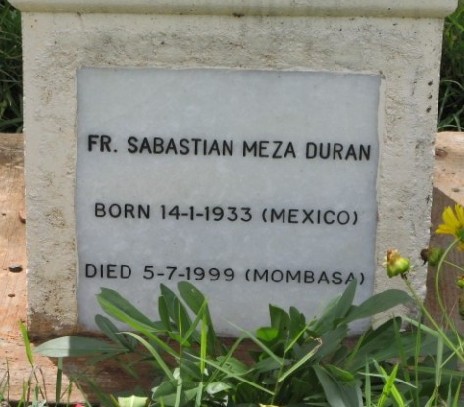 FR. SABASTIAN MEZA DURAN
BORN 14-1-1933 (MEXICO)
DIED 5-7-1999 (MOMBASA)